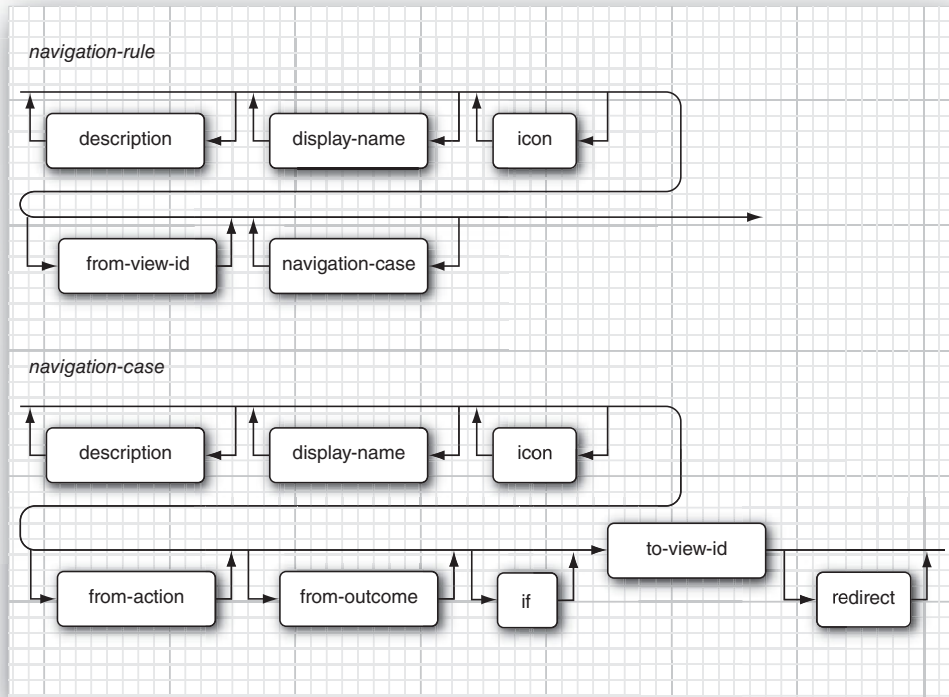 navigation-rule
description display-name icon
from-view-id navigation-case
navigation-case
description display-name icon
to-view-id
from-action from-outcome if redirect